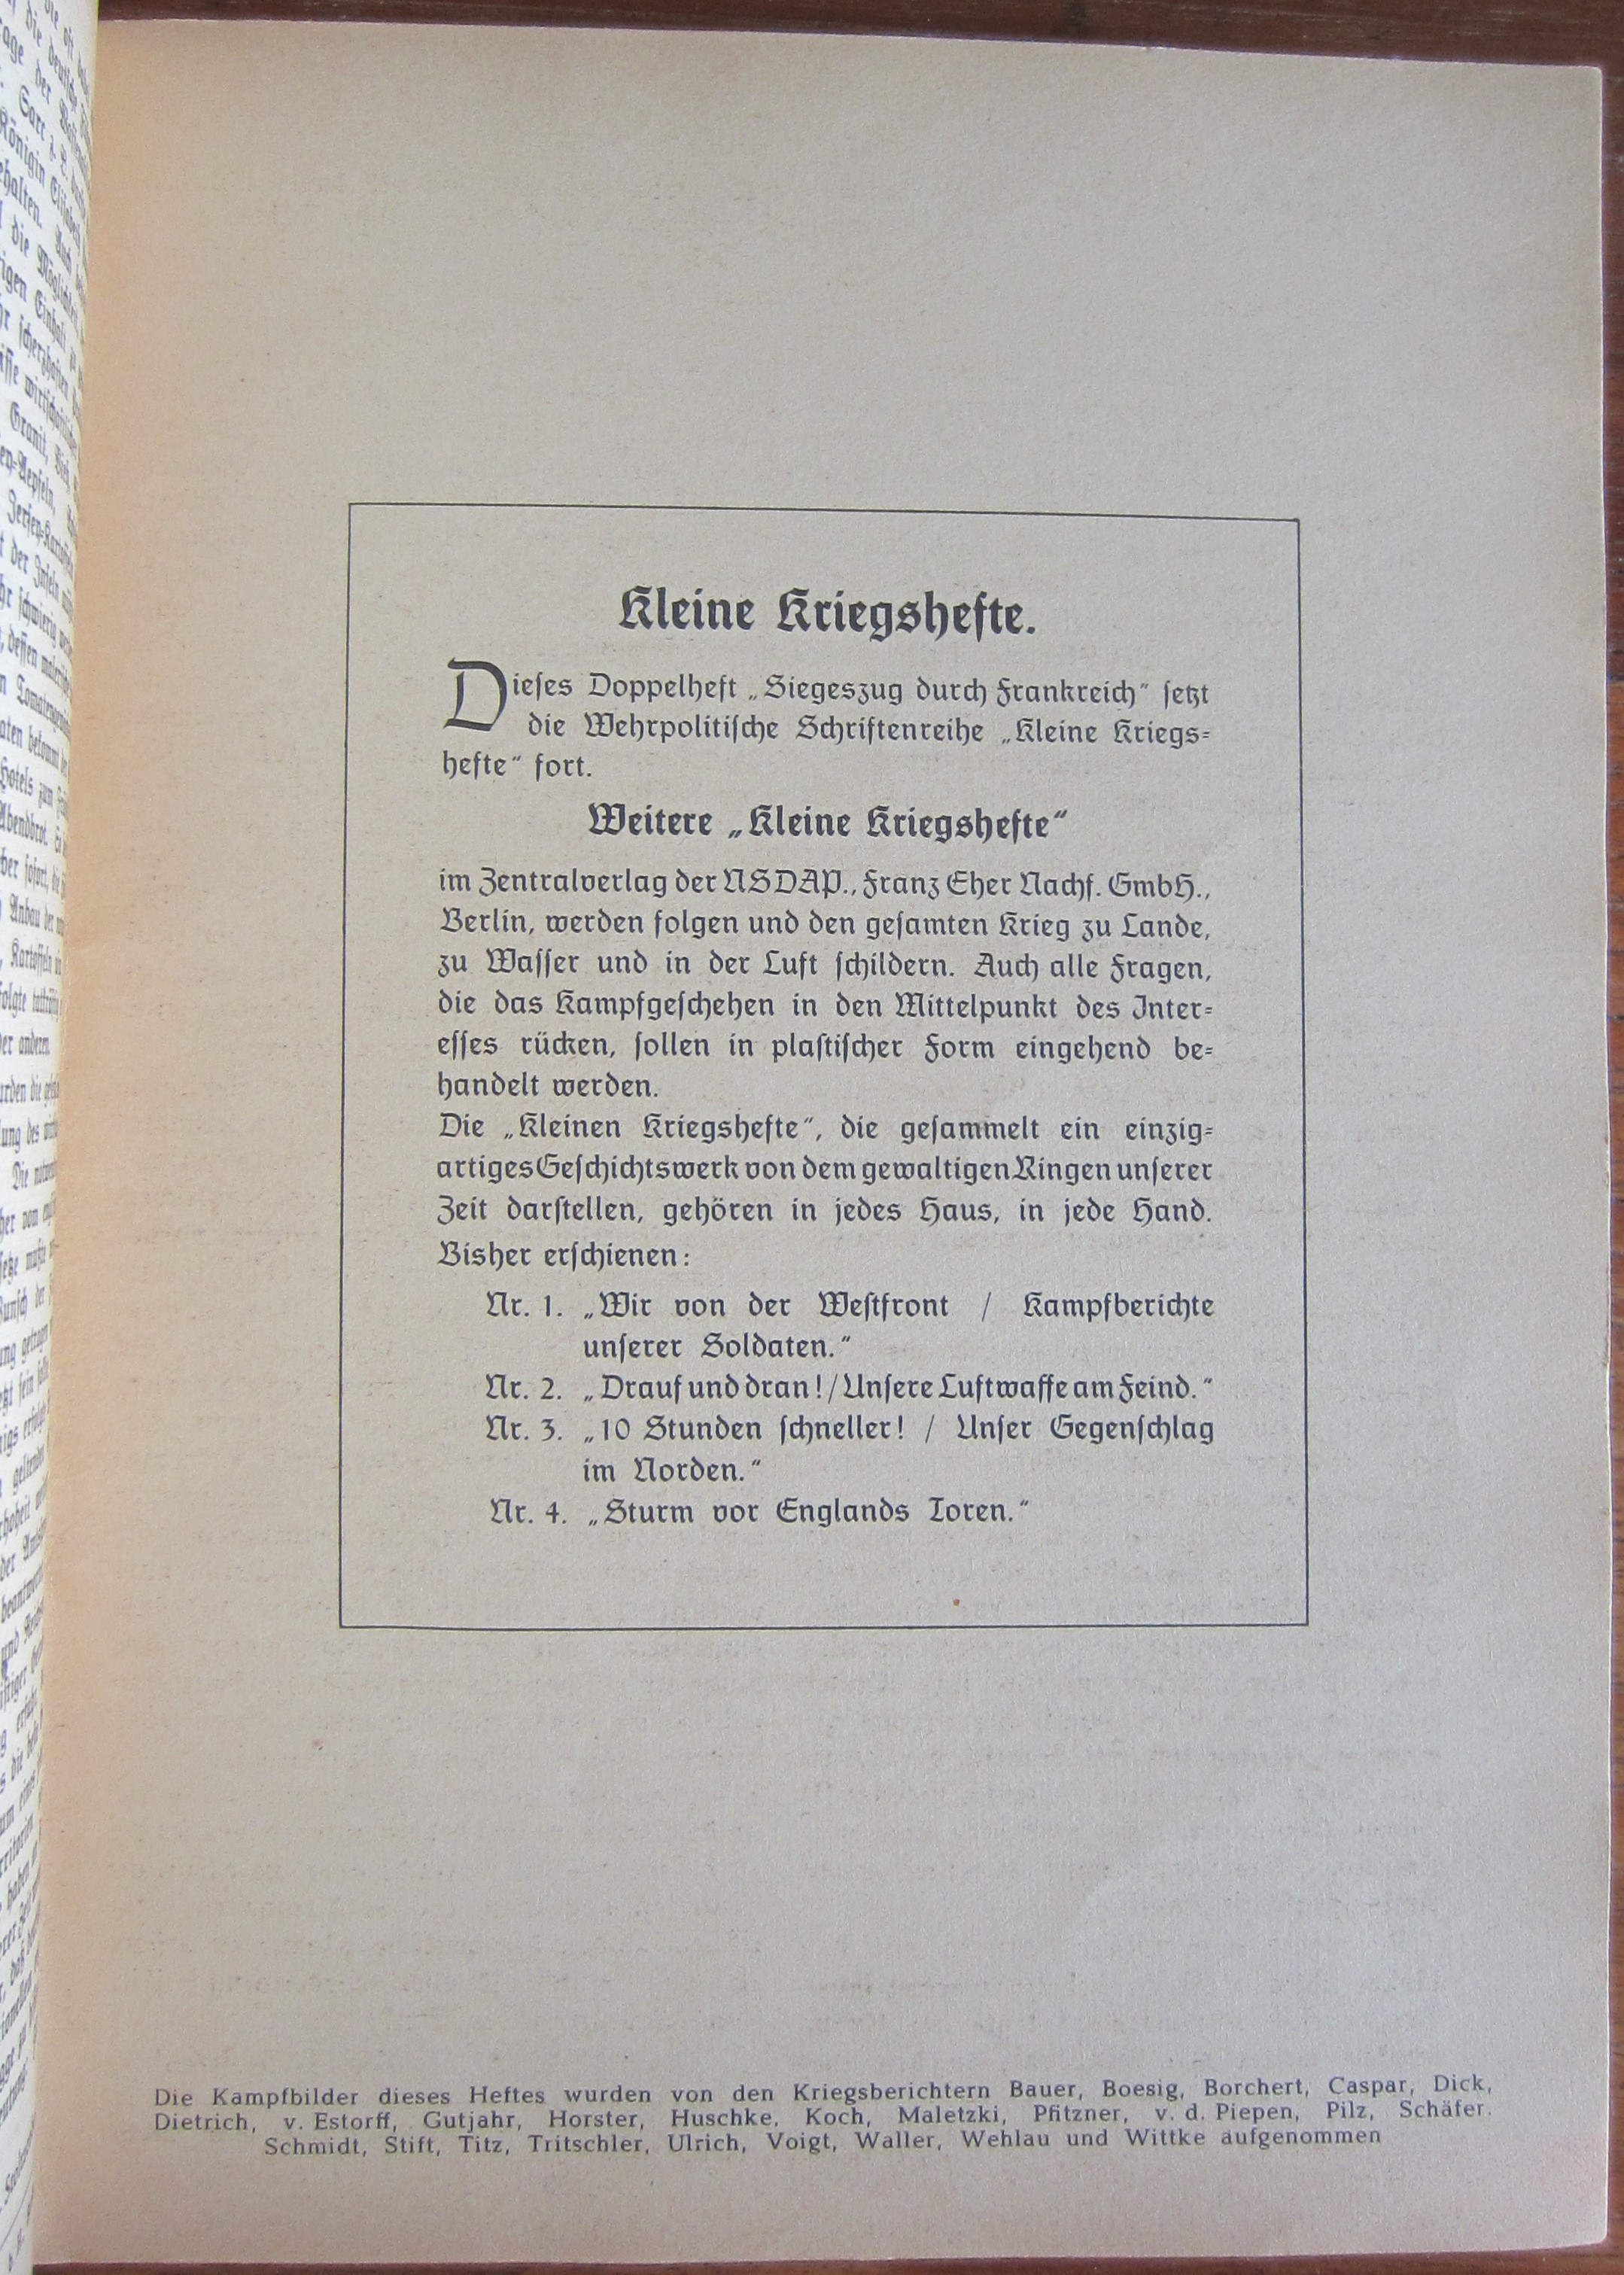 Kleine Kriegshefte.
Dieses Doppelheft „Siegeszug durch Frankreich“ setzt
die Wehrpolitische Schriftenreihe „Kleine Kriegs-
hefte“ fort.
Weitere „Kleine Kriegshefte“
im Zentralverlag der NSDAP., Franz Eher Nachf. GmbH.,
Berlin, werden folgen und den gesamten Krieg zu Lande,
zu Wasser und in der Luft schildern. Auch alle Fragen,
die das Kampfgeschehen in den Mittelpunkt des Inter-
esses rücken, sollen in plastischer Form eingehend be-
handelt werden.
Die „Kleinen Kriegshefte“, die gesammelt ein einzig-
artiges Geschichtswerk von dem gewaltigen Ringen unserer
Zeit darstellen, gehören in jedes Haus, in jede Hand.
Bisher erschienen:
Nr. 1. „Wir von der Westfront / Kampfberichte
unserer Soldaten.“
Nr. 2. „Drauf und dran! / Unsere Luftwaffe am Feind.“
Nr. 3. „10 Stunden schneller! / Unser Gegenschlag
im Norden.“
Nr. 4. „Sturm vor Englands Toren.“
Die Kampfbilder dieses Heftes wurden von den Kriegsberichtern Bauer, Boesig, Borchert, Caspar, Dick,
Dietrich, v. Estorff, Gutjahr, Horster, Huschke, Koch, Maletzki, Pfitzner, v. d. Piepen, Pilz, Schäfer.
Schmidt, Stift, Titz, Tritschler, Ulrich, Voigt, Waller, Wehlau und Wittke aufgenommen